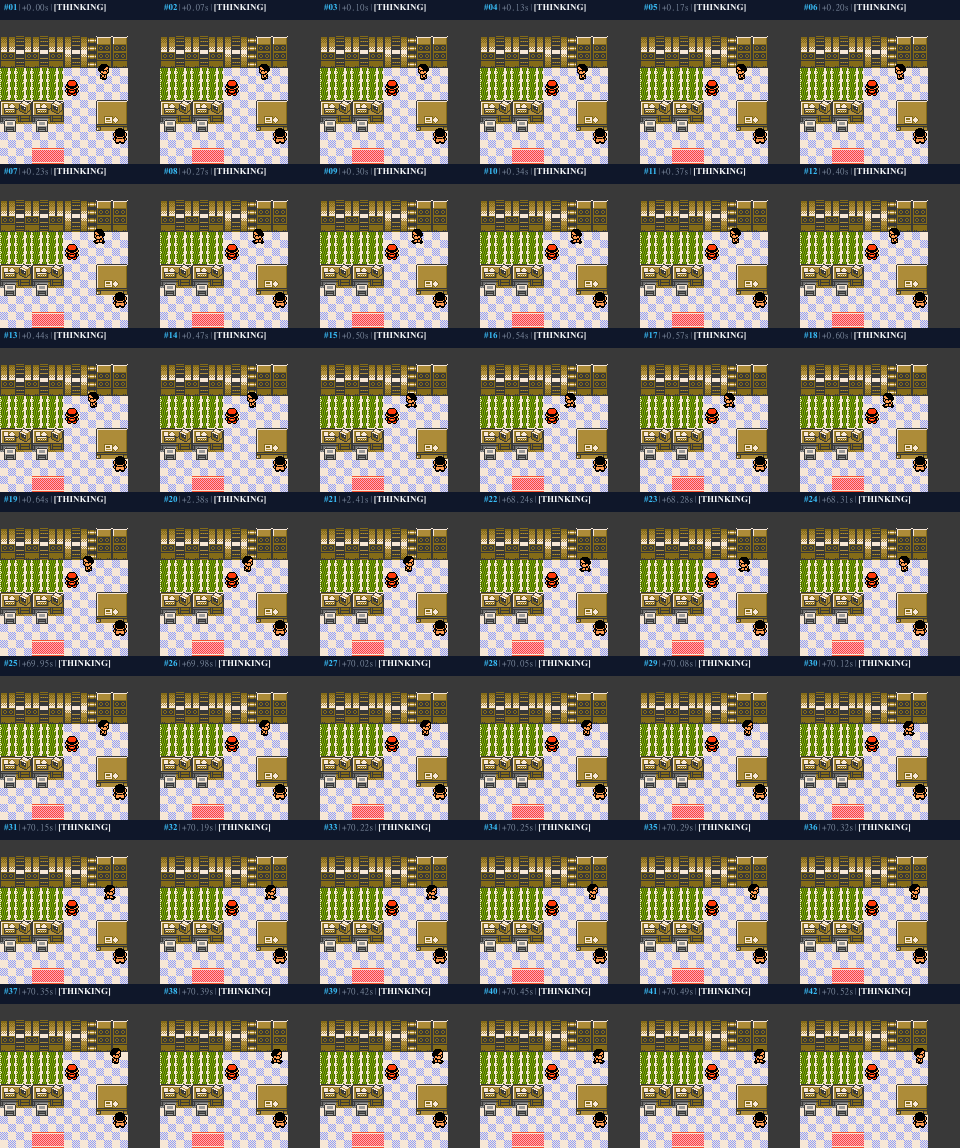 #01|+0.00s|[THINKING] #02|+0.07s|[THINKING] #03|+0.10s|[THINKING] #04|+0.13s|[THINKING] #05|+0.17s|[THINKING] #06|+0.20s|[THINKING]
#07|+0.23s|[THINKING] #08|+0.27s|[THINKING] #09|+0.30s|[THINKING] #10|+0.34s|[THINKING] #11|+0.37s|[THINKING] #12|+0.40s|[THINKING]
#13|+0.44s|[THINKING] #14|+0.47s|[THINKING] #15|+0.50s|[THINKING] #16|+0.54s|[THINKING] #17|+0.57s|[THINKING] #18|+0.60s|[THINKING]
#19|+0.64s|[THINKING] #20|+2.38s|[THINKING] #21|+2.41s|[THINKING] #22|+68.24s|[THINKING] #23|+68.28s|[THINKING] #24|+68.31s|[THINKING]
#25|+69.95s|[THINKING] #26|+69.98s|[THINKING] #27|+70.02s|[THINKING] #28|+70.05s|[THINKING] #29|+70.08s|[THINKING] #30|+70.12s|[THINKING]
#31|+70.15s|[THINKING] #32|+70.19s|[THINKING] #33|+70.22s|[THINKING] #34|+70.25s|[THINKING] #35|+70.29s|[THINKING] #36|+70.32s|[THINKING]
#37|+70.35s|[THINKING] #38|+70.39s|[THINKING] #39|+70.42s|[THINKING] #40|+70.45s|[THINKING] #41|+70.49s|[THINKING] #42|+70.52s|[THINKING]